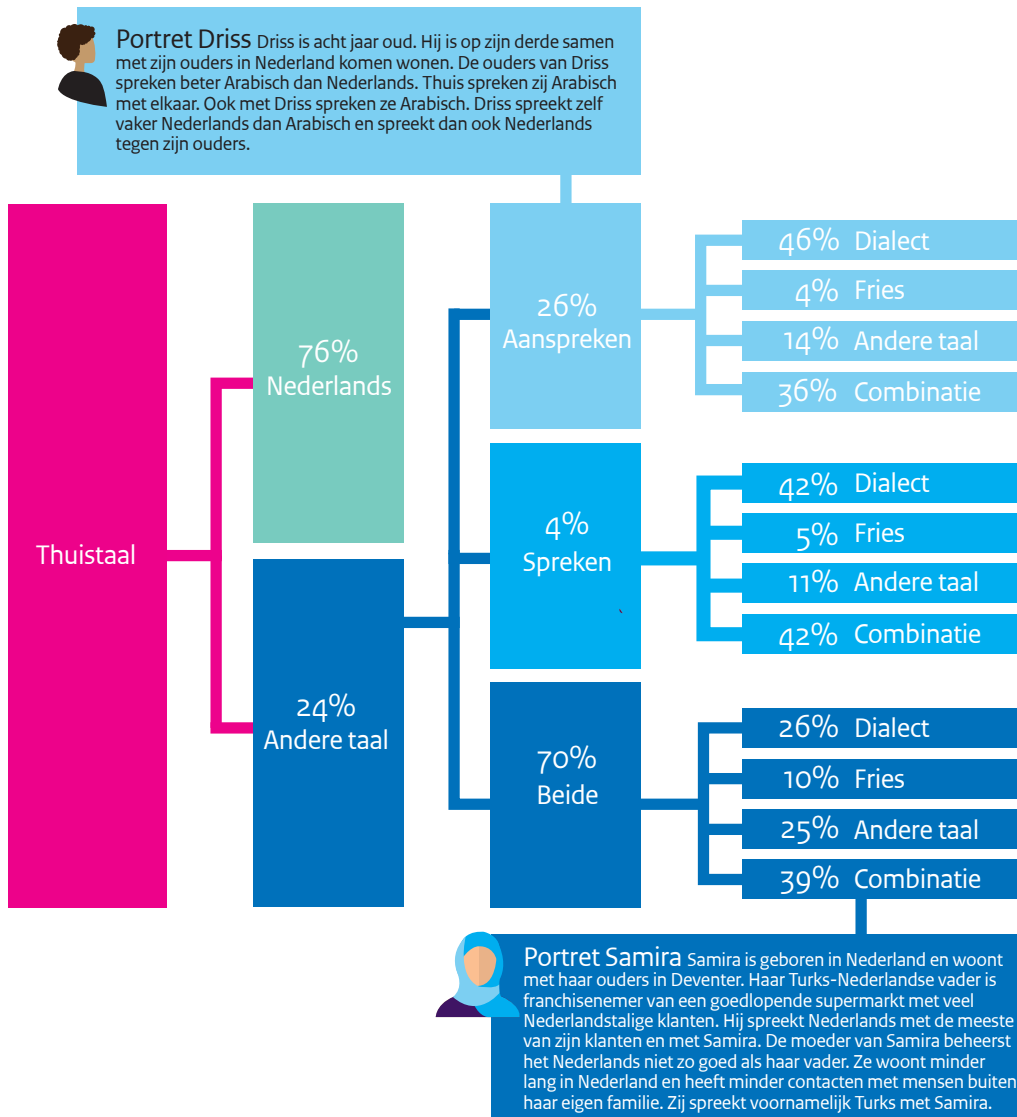 Portret Driss Driss is acht jaar oud. Hij is op zijn derde samen
met zijn ouders in Nederland komen wonen. De ouders van Driss
spreken beter Arabisch dan Nederlands. Thuis spreken zij Arabisch
met elkaar. Ook met Driss spreken ze Arabisch. Driss spreekt zelf
vaker Nederlands dan Arabisch en spreekt dan ook Nederlands
tegen zijn ouders.
Thuistaal
76%
Nederlands
24%
Andere taal
26%
Aanspreken
46% Dialect
4% Fries
14% Andere taal
36% Combinatie
4%
Spreken
42% Dialect
5% Fries
11% Andere taal
42% Combinatie
70%
Beide
26% Dialect
10% Fries
25% Andere taal
39% Combinatie
Portret Samira Samira is geboren in Nederland en woont
met haar ouders in Deventer. Haar Turks-Nederlandse vader is
franchisenemer van een goedlopende supermarkt met veel
Nederlandstalige klanten. Hij spreekt Nederlands met de meeste
van zijn klanten en met Samira. De moeder van Samira beheerst
het Nederlands niet zo goed als haar vader. Ze woont minder
lang in Nederland en heeft minder contacten met mensen buiten
haar eigen familie. Zij spreekt voornamelijk Turks met Samira.